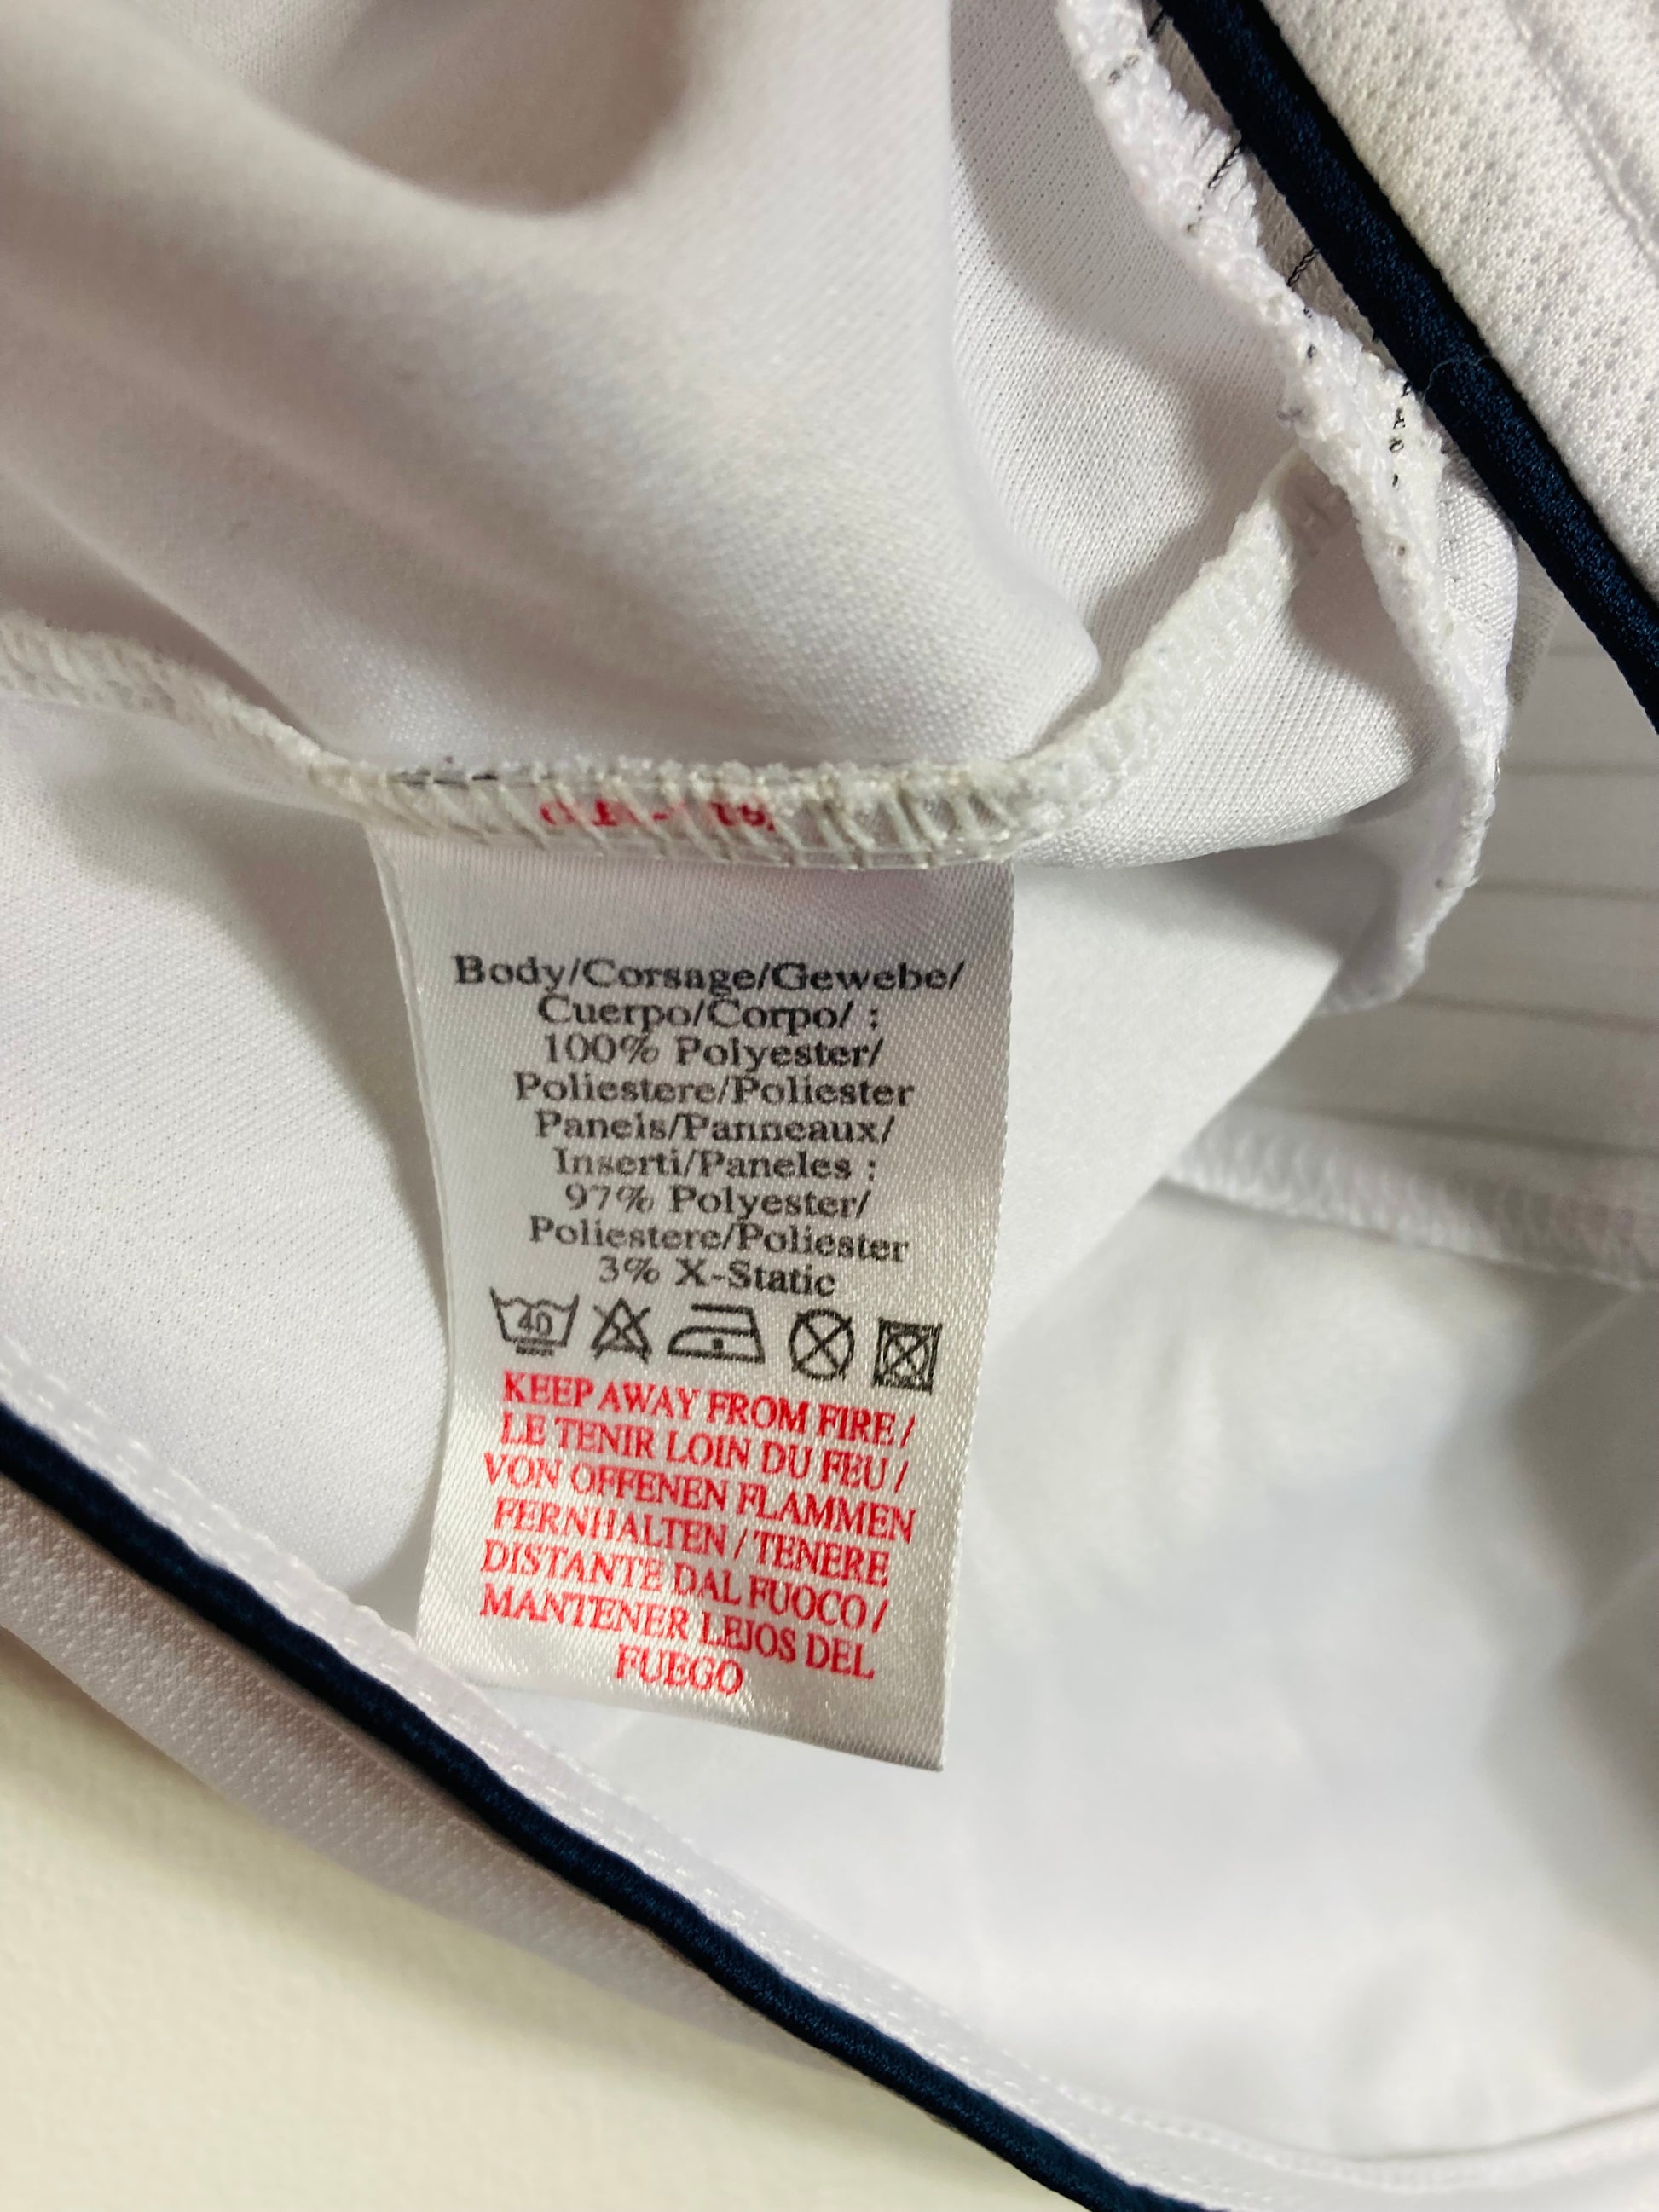 Body/Corsage/Gewebe/
Cuerpo/Corpo/ :
100% Polyester/
Poliestere/Poliester
Panels/Panneaux/
Inserti/Paneles :
97% Polyester/
Poliestere/Poliester
3% X-Static
40
KEEP AWAY FROM FIRE /
LE TENIR LOIN DU FEU /
VON OFFENEN FLAMMEN
FERNHALTEN / TENERE
DISTANTE DAL FUOCO /
MANTENER LEJOS DEL
FUEGO